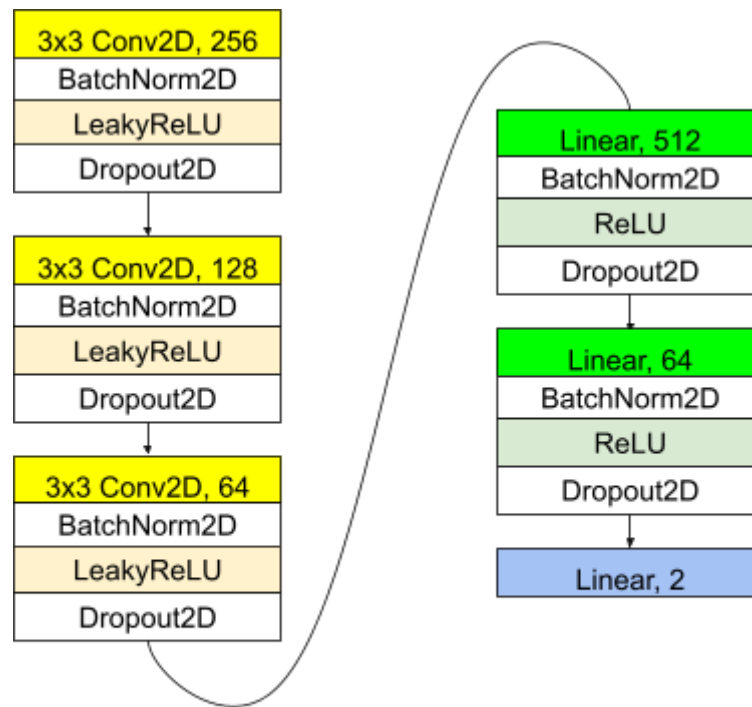 3x3 Conv2D, 256
BatchNorm2D
LeakyReLU
Dropout2D
3x3 Conv2D, 128
BatchNorm2D
LeakyReLU
Dropout2D
3x3 Conv2D, 64
BatchNorm2D
LeakyReLU
Dropout2D
Linear, 512
BatchNorm2D
ReLU
Dropout2D
Linear, 64
BatchNorm2D
ReLU
Dropout2D
Linear, 2